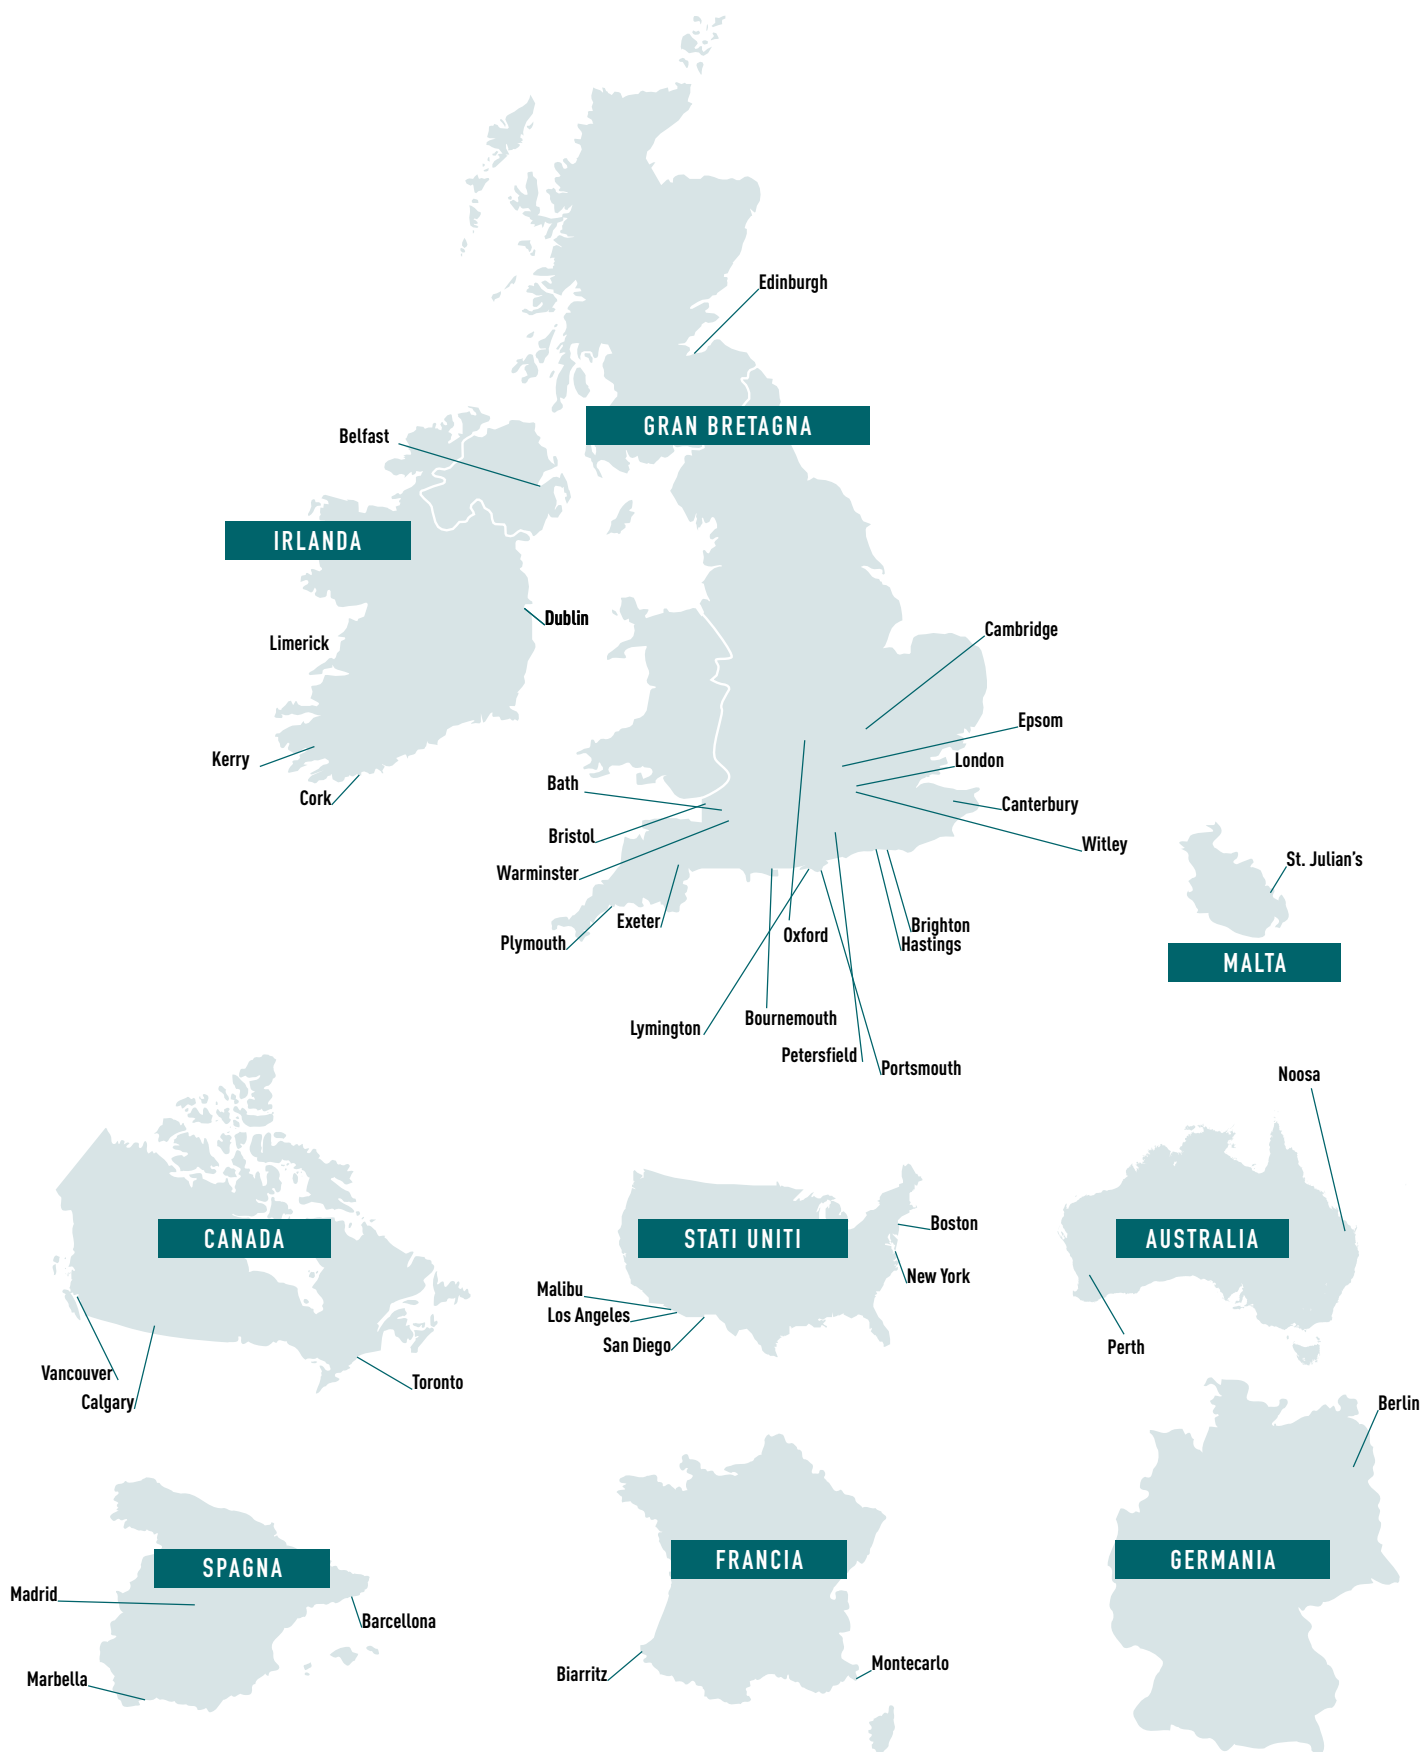 Edinburgh
GRAN BRETAGNA
Belfast
IRLANDA
Dublin
Limerick
Cambridge
Epsom
Kerry
London
Bath
Cork
Canterbury
Bristol
Witley
St. Julian's
Warminster
Exeter
Brighton
Oxford
Plymouth
Hastings
MALTA
Bournemouth
Lymington
Petersfield
Portsmouth
Noosa
Boston
CANADA
STATI UNITI
AUSTRALIA
New York
Malibu
Los Angeles
San Diego
Perth
Vancouver
Toronto
Calgary
Berlin
FRANCIA
GERMANIA
SPAGNA
Madrid
Barcellona
Montecarlo
Biarritz
Marbella